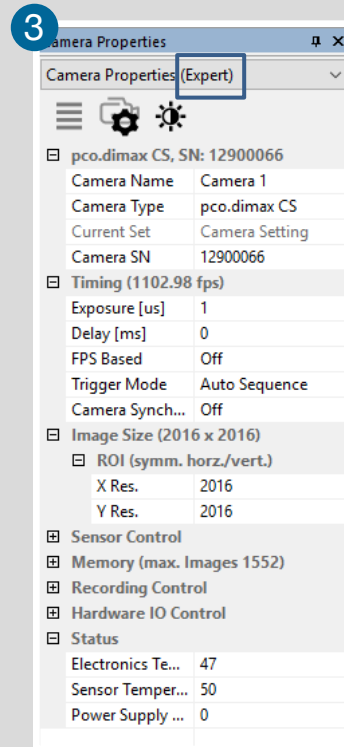 3
Camera Properties
Camera Properties (Expert)
pco.dimax CS, SN: 12900066
Camera Name Camera 1
Camera Type pco.dimax CS
Current Set Camera Setting
Camera SN 12900066
Timing (1102.98 fps)
Exposure [us] 1
Delay [ms] 0
FPS Based Off
Trigger Mode Auto Sequence
Camera Synch... Off
Image Size (2016 x 2016)
ROI (symm. horz./vert.)
X Res. 2016
Y Res. 2016
Sensor Control
Memory (max. Images 1552)
Recording Control
Hardware IO Control
Status
Electronics Te... 47
Sensor Temper... 50
Power Supply ... 0